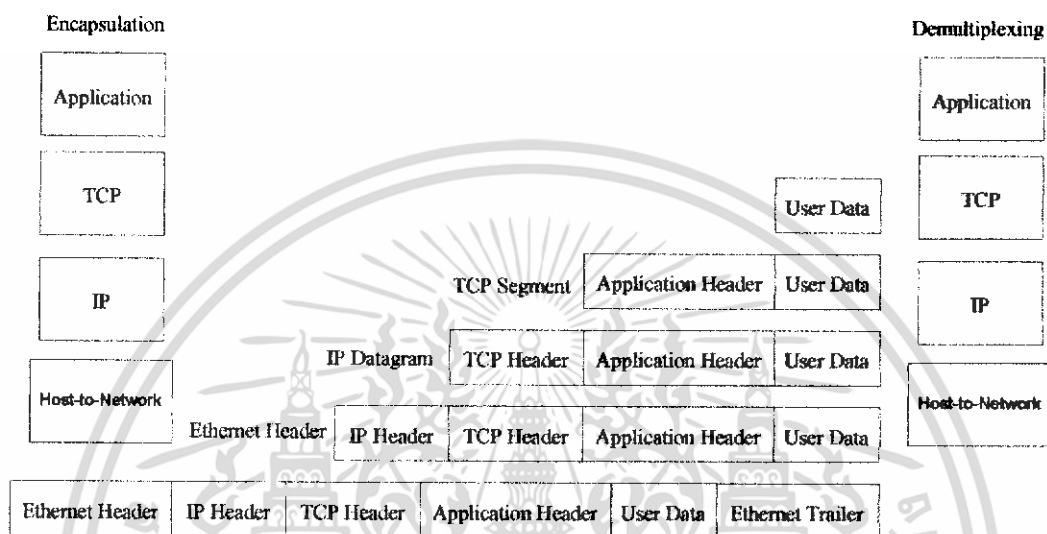 Encapsulation
Demultiplexing
Application
Application
TCP
User Data
TCP
TCP Segment Application Header User Data
IP
IP
IP Datagram TCP Header Application Header User Data
Host-to-Network
Host-to-Network
Ethernet Header IP Header TCP Header Application Header User Data
Ethernet Header IP Header TCP Header Application Header User Data Ethernet Trailer